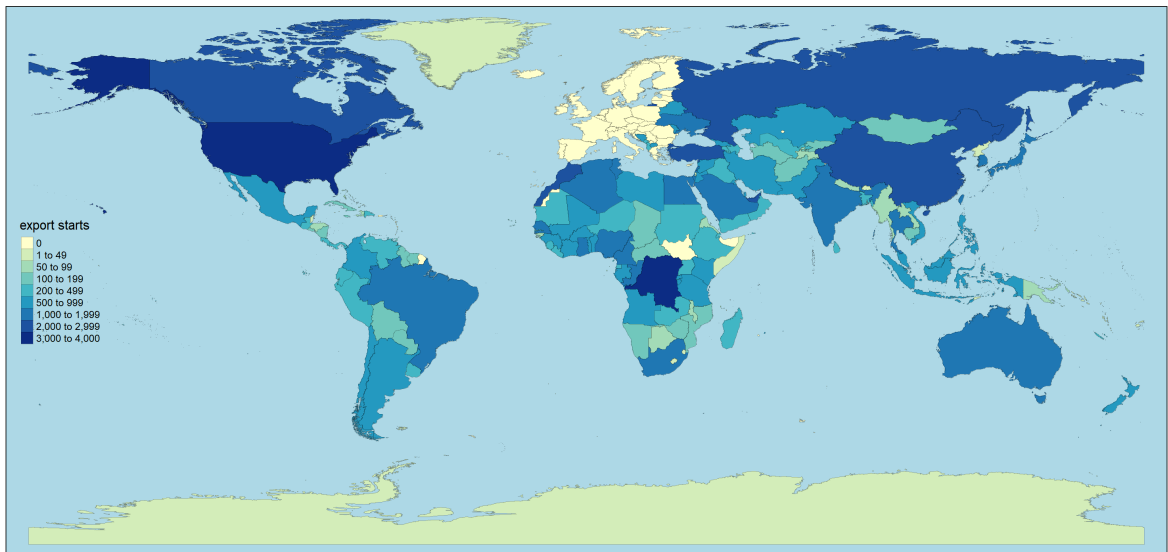 export starts
0
1 to 49
50 to 99
100 to 199
200 to 499
500 to 999
1,000 to 1,999
2,000 to 2,999
3,000 to 4,000